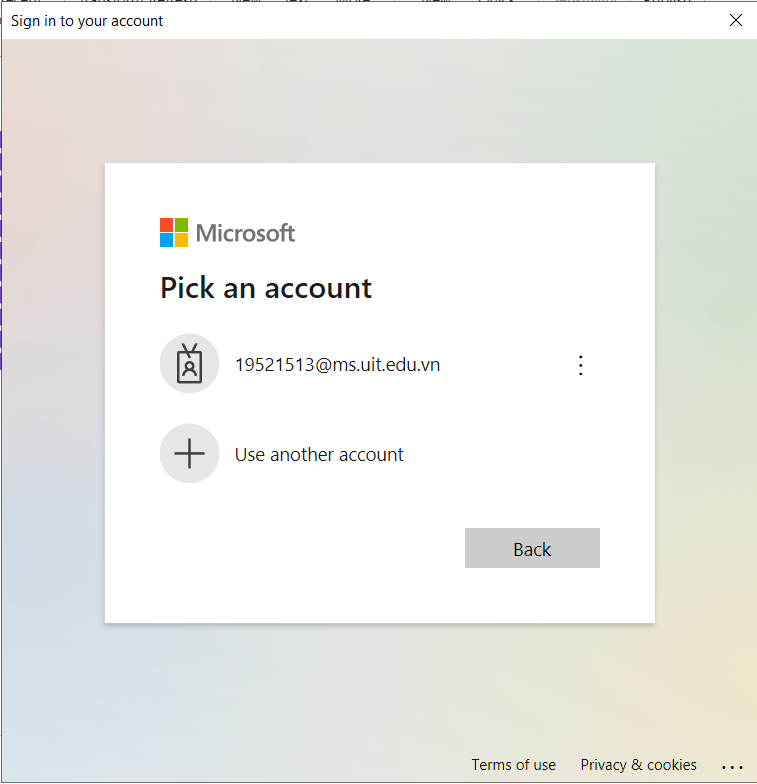 Sign in to your account
Microsoft
Pick an account
19521513@ms.uit.edu.vn
Use another account
Back
Terms of use Privacy & cookies ...